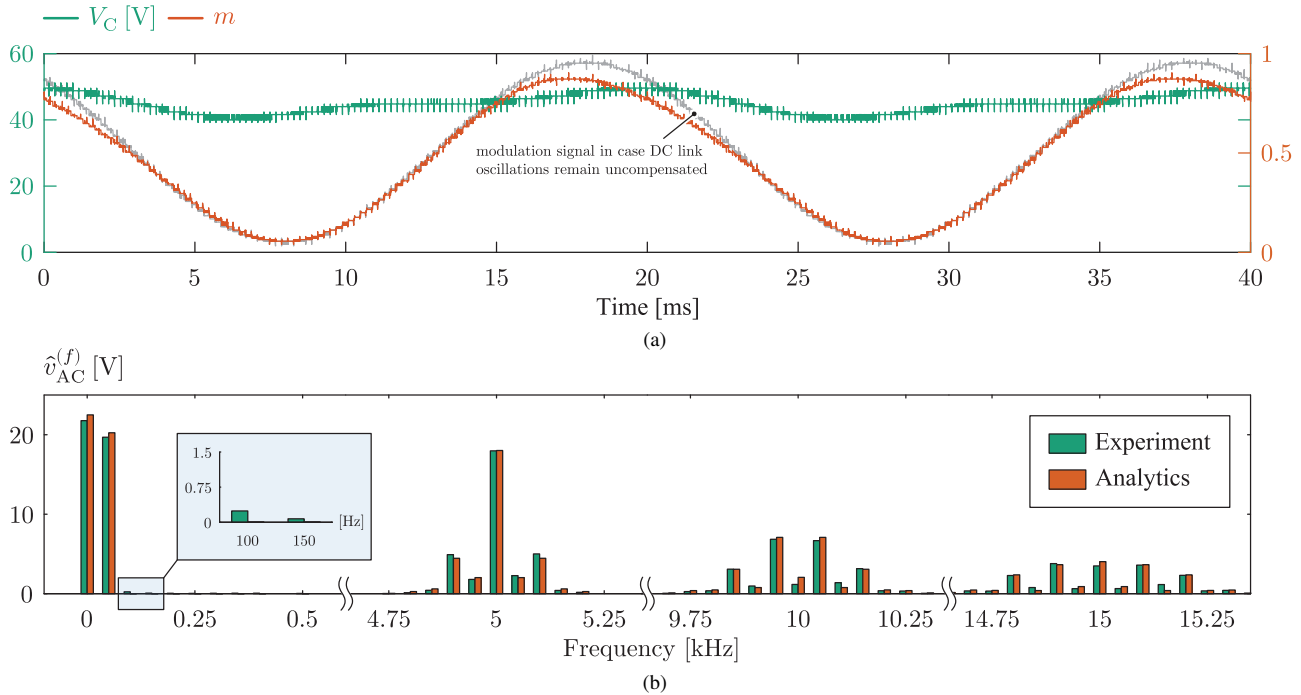 V_C [V] m
60 1
40
0.5
20
0 0
modulation signal in case DC link
oscillations remain uncompensated
0 5 10 15 20 25 30 35 40
Time [ms]
(a)
v̂_AC^(f) [V]
20
10
0
1.5
0.75
0
100 150 [Hz]
Experiment
Analytics
0 0.25 0.5 4.75 5 5.25 9.75 10 10.25 14.75 15 15.25
Frequency [kHz]
(b)